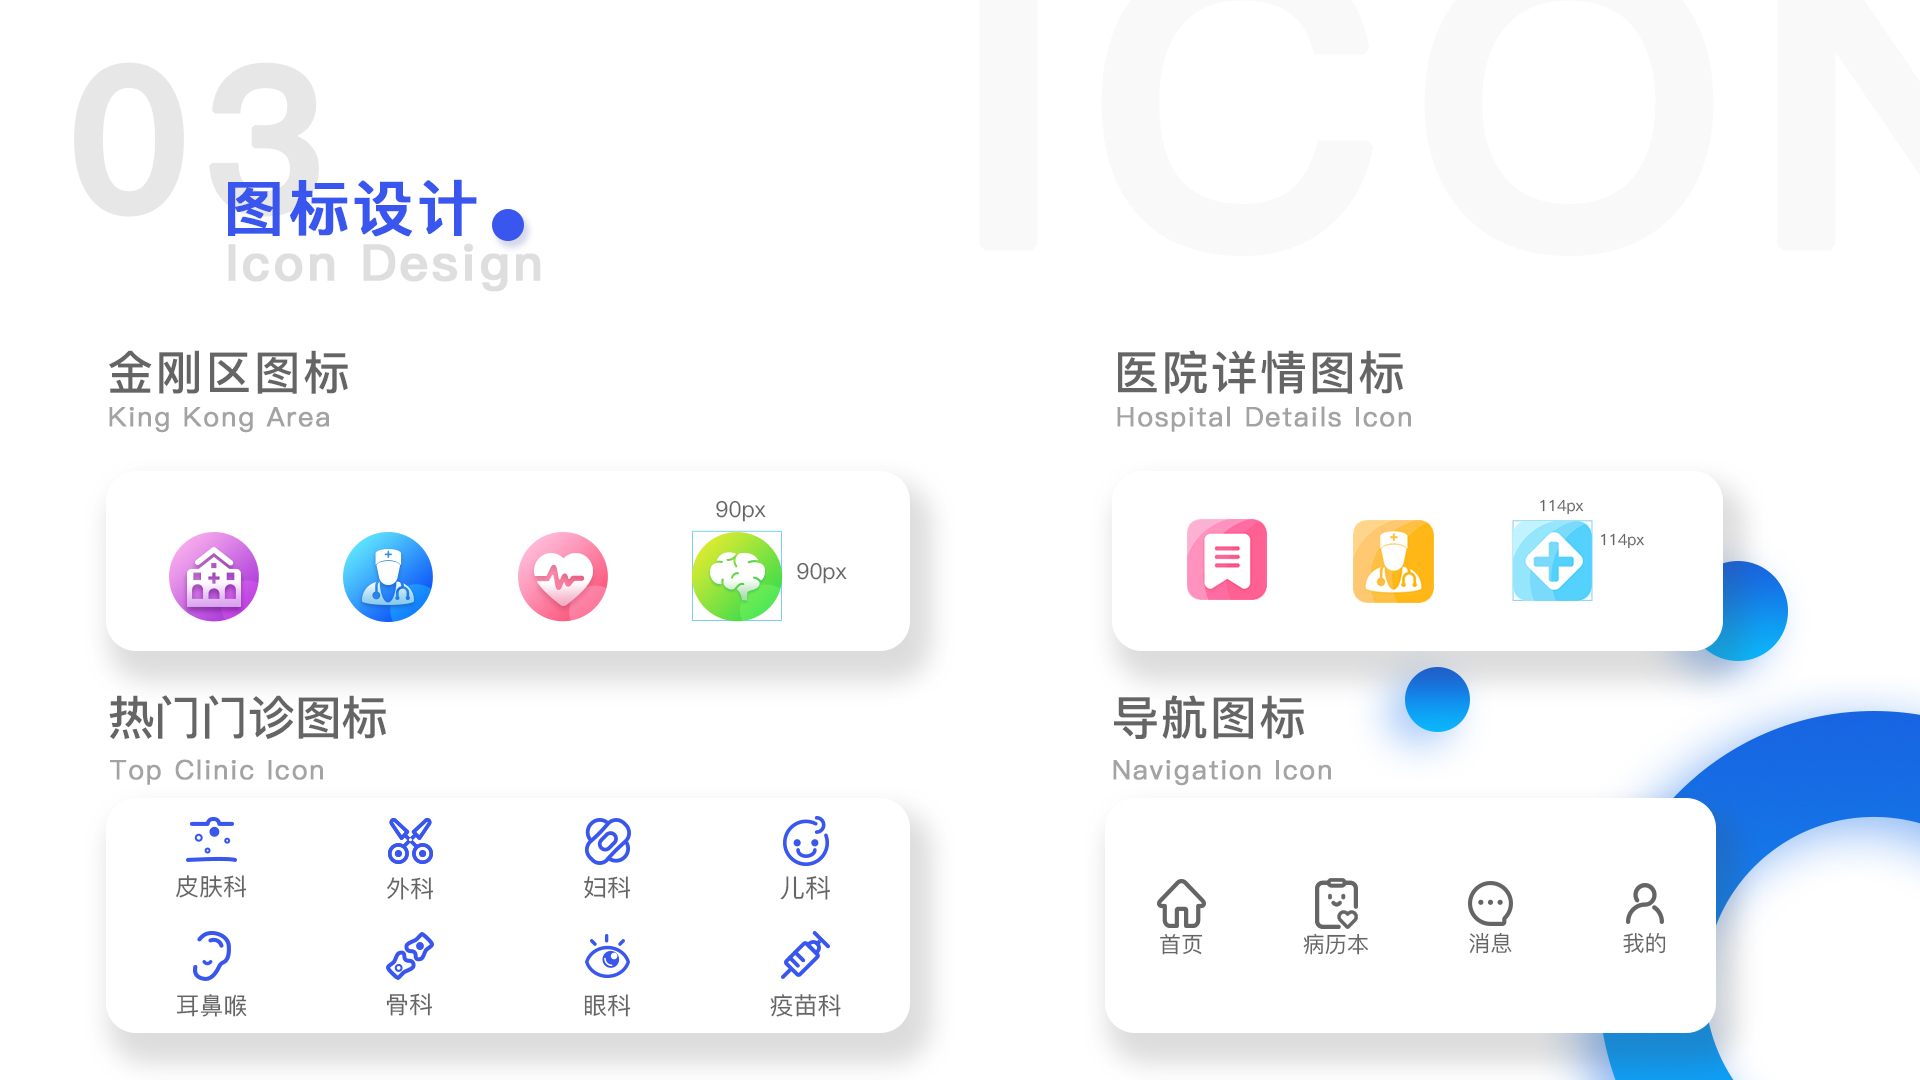 ICON
03
图标设计
Icon Design
金刚区图标
King Kong Area
90px
90px
医院详情图标
Hospital Details Icon
114px
114px
热门门诊图标
Top Clinic Icon
皮肤科
外科
妇科
儿科
耳鼻喉
骨科
眼科
疫苗科
导航图标
Navigation Icon
首页
病历本
消息
我的